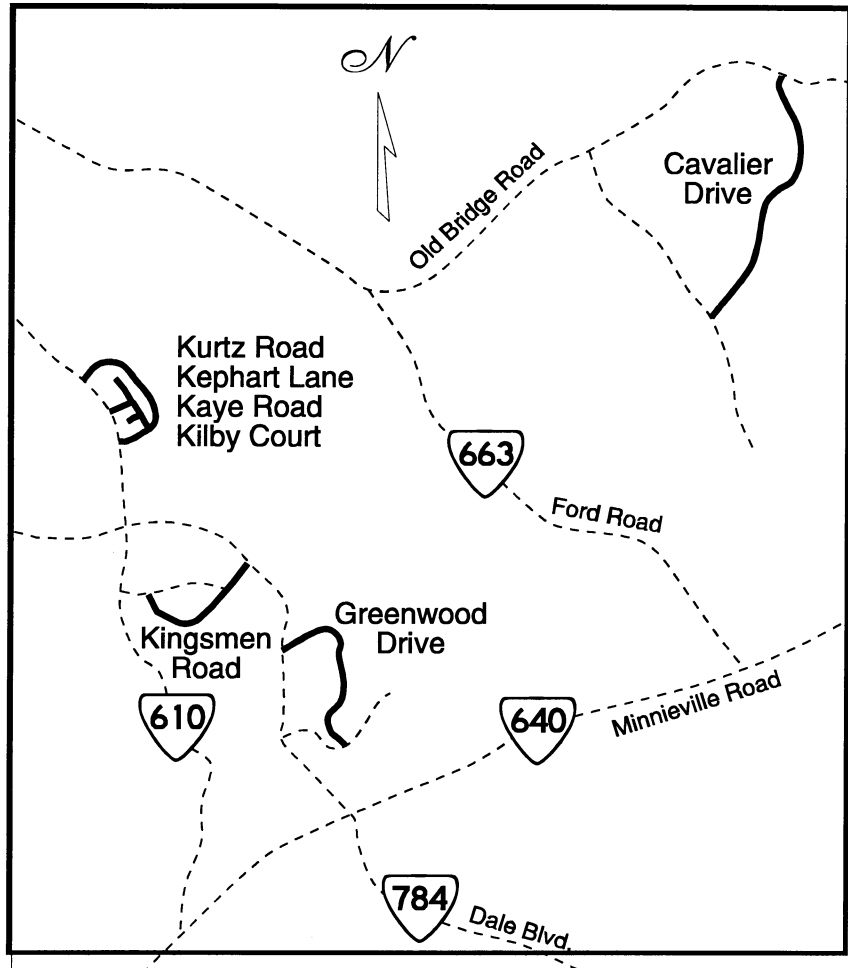 N
Old Bridge Road
Cavalier
Drive
Kurtz Road
Kephart Lane
Kaye Road
Kilby Court
663
Ford Road
Greenwood
Drive
Kingsmen
Road
610
640
Minnieville Road
784
Dale Blvd.